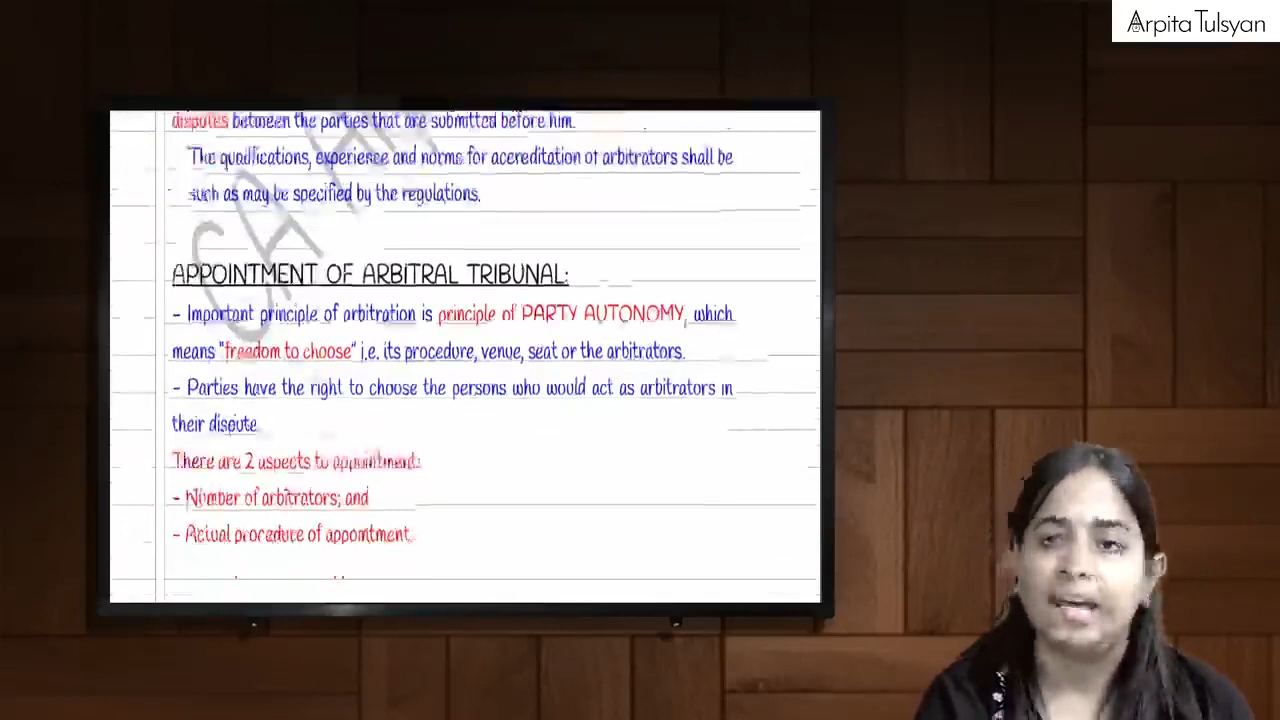 Arpita Tulsyan
disputes between the parties that are submitted before him.
The qualifications, experience and norms for accreditation of arbitrators shall be
such as may be specified by the regulations.
APPOINTMENT OF ARBITRAL TRIBUNAL:
- Important principle of arbitration is principle of PARTY AUTONOMY, which
means "freedom to choose" i.e. its procedure, venue, seat or the arbitrators.
- Parties have the right to choose the persons who would act as arbitrators in
their dispute
There are 2 aspects to appointment:
- Number of arbitrators; and
- Actual procedure of appointment.